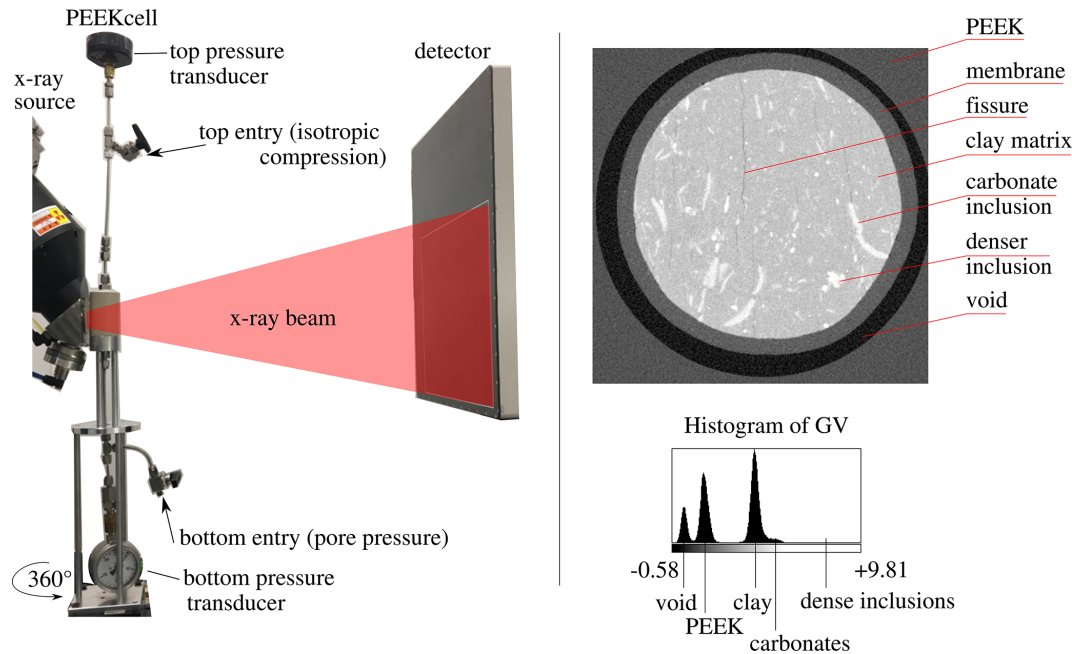 PEEKcell
top pressure
transducer
x-ray
source
top entry (isotropic
compression)
detector
x-ray beam
bottom entry (pore pressure)
360°
bottom pressure
transducer
PEEK
membrane
fissure
clay matrix
carbonate
inclusion
denser
inclusion
void
Histogram of GV
-0.58
+9.81
void
clay
dense inclusions
PEEK
carbonates